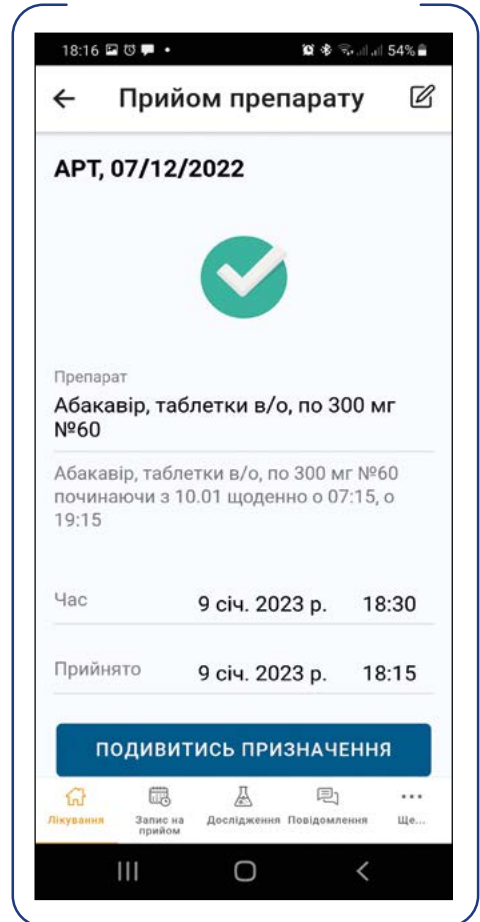 18:16
54%
Прийом препарату
АРТ, 07/12/2022
Препарат
Абакавір, таблетки в/о, по 300 мг
№60
Абакавір, таблетки в/о, по 300 мг №60
починаючи з 10.01 щоденно о 07:15, о
19:15
Час 9 січ. 2023 р. 18:30
Прийнято 9 січ. 2023 р. 18:15
ПОДИВИТИСЬ ПРИЗНАЧЕННЯ
Лікування Запис на Дослідження Повідомлення Ще...
прийом